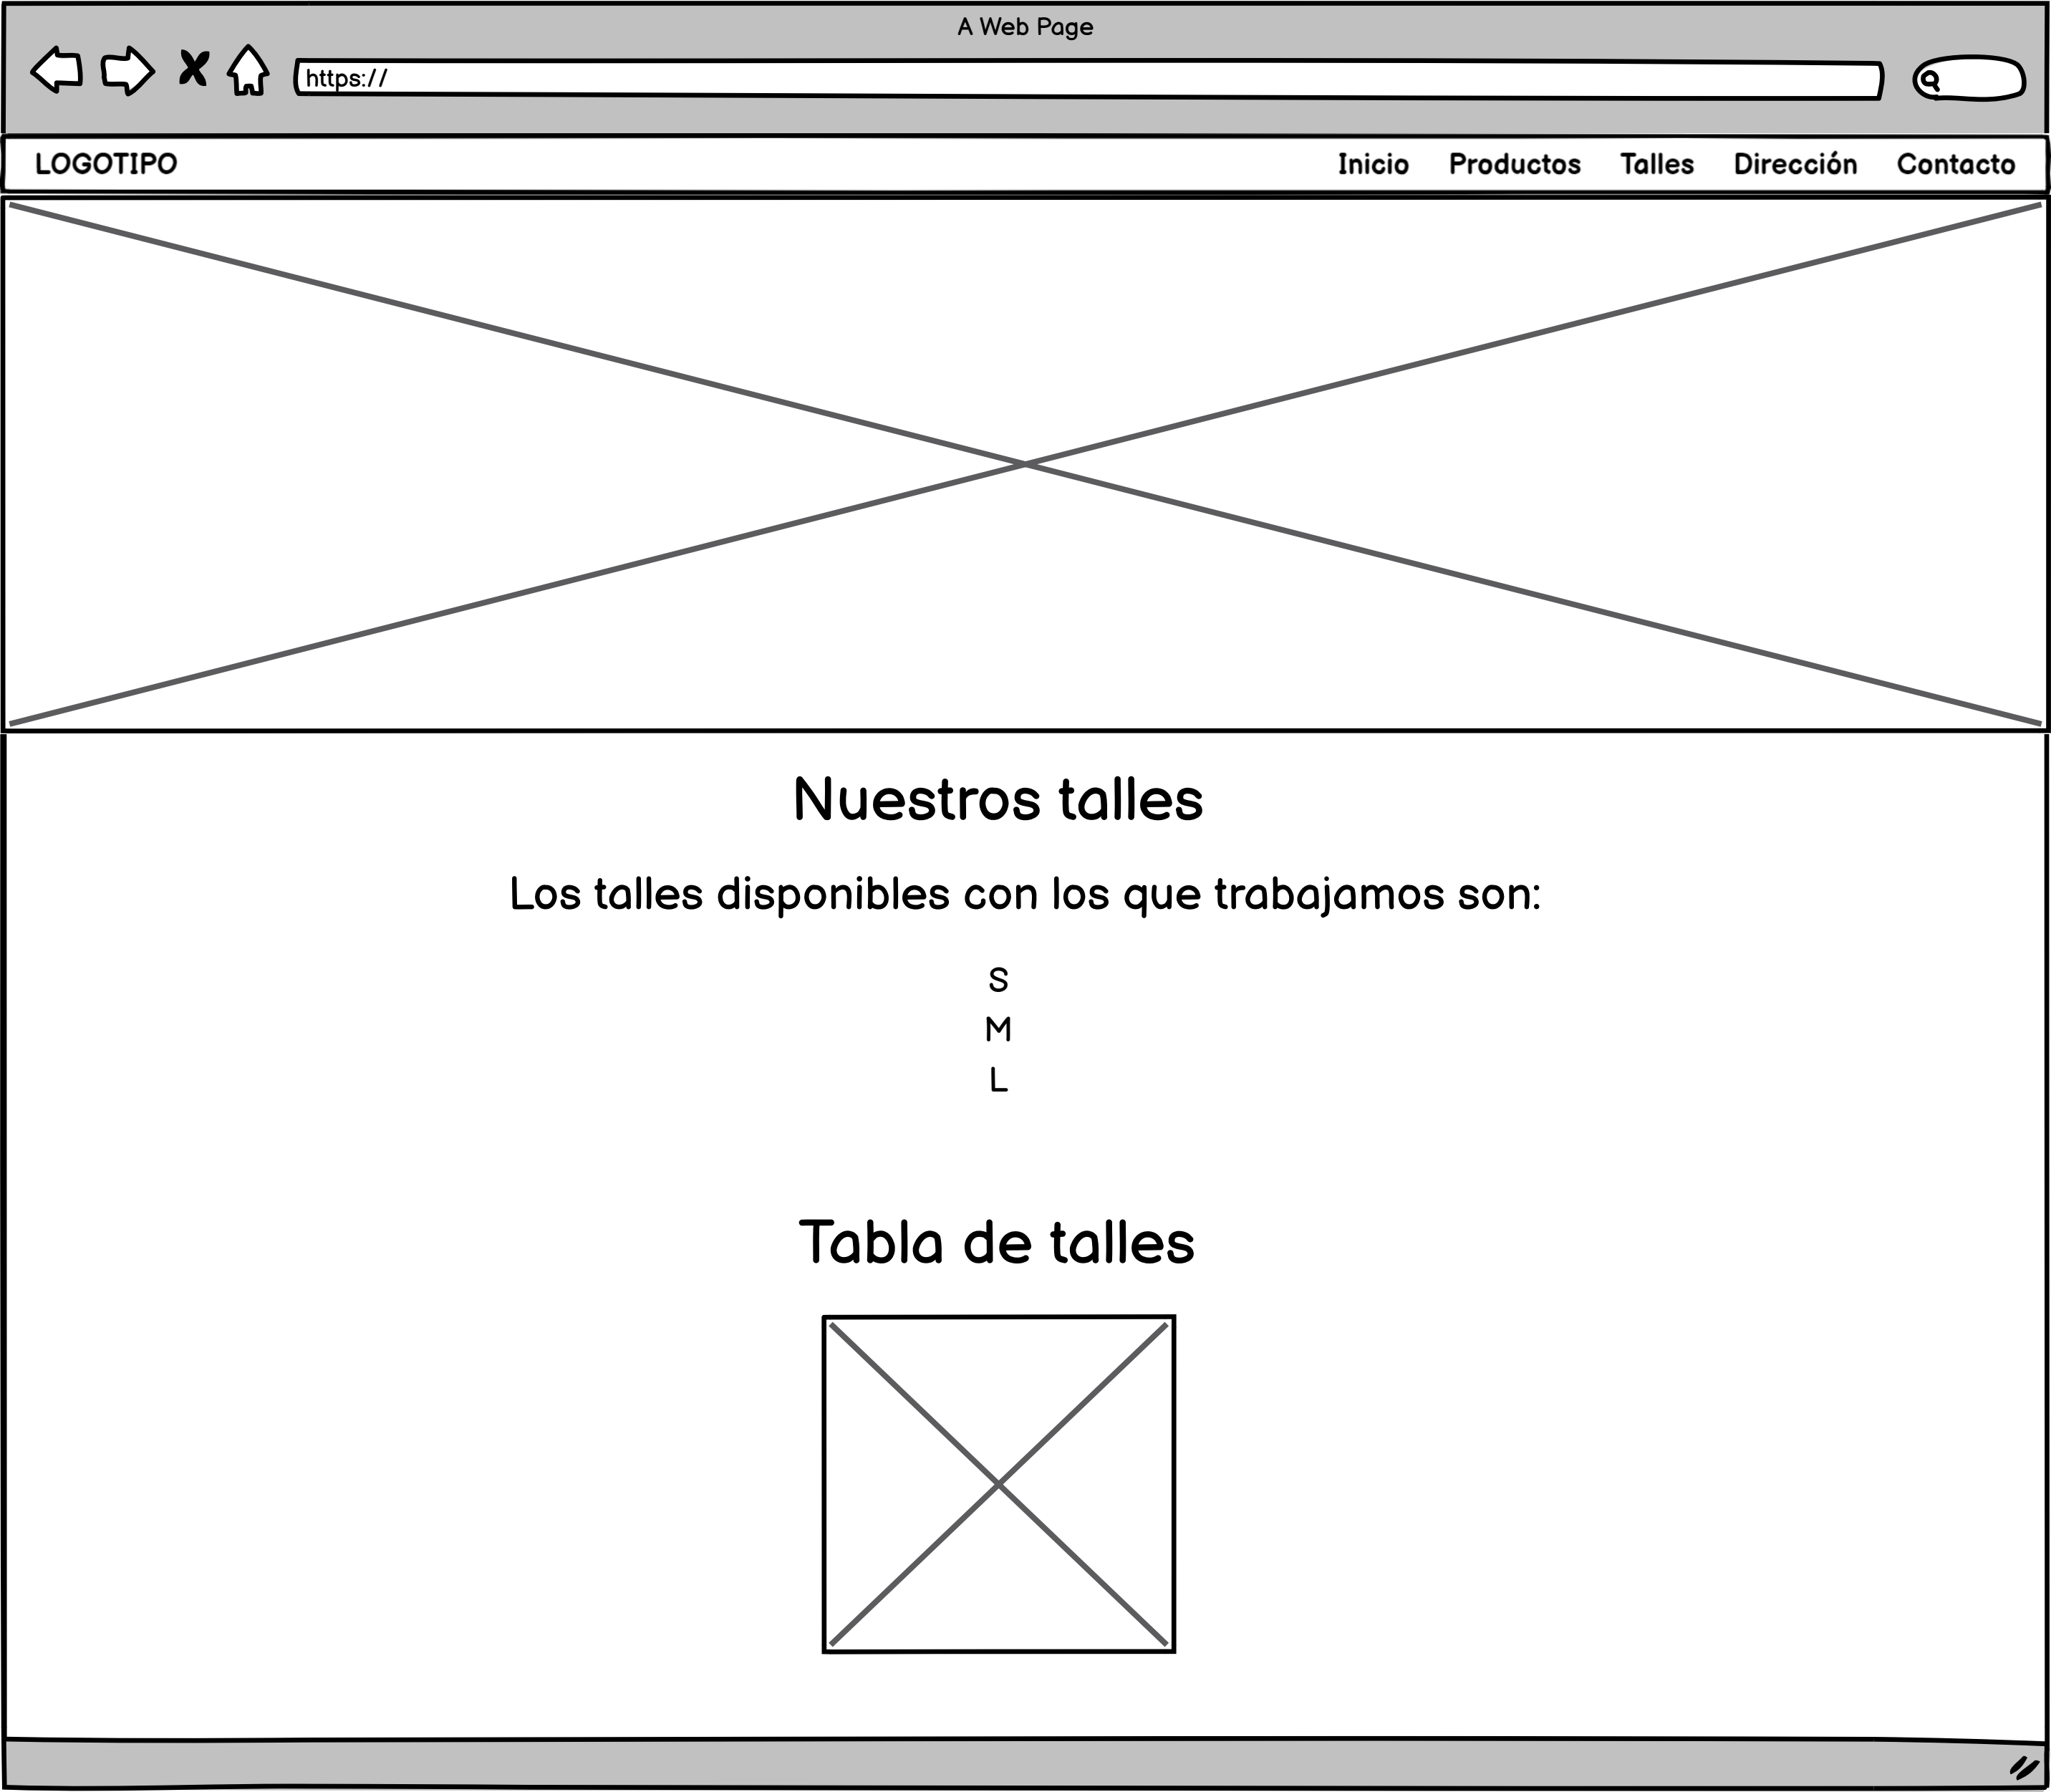 A Web Page
https://
LOGOTIPO Inicio Productos Talles Dirección Contacto
Nuestros talles
Los talles disponibles con los que trabajamos son:
S
M
L
Tabla de talles